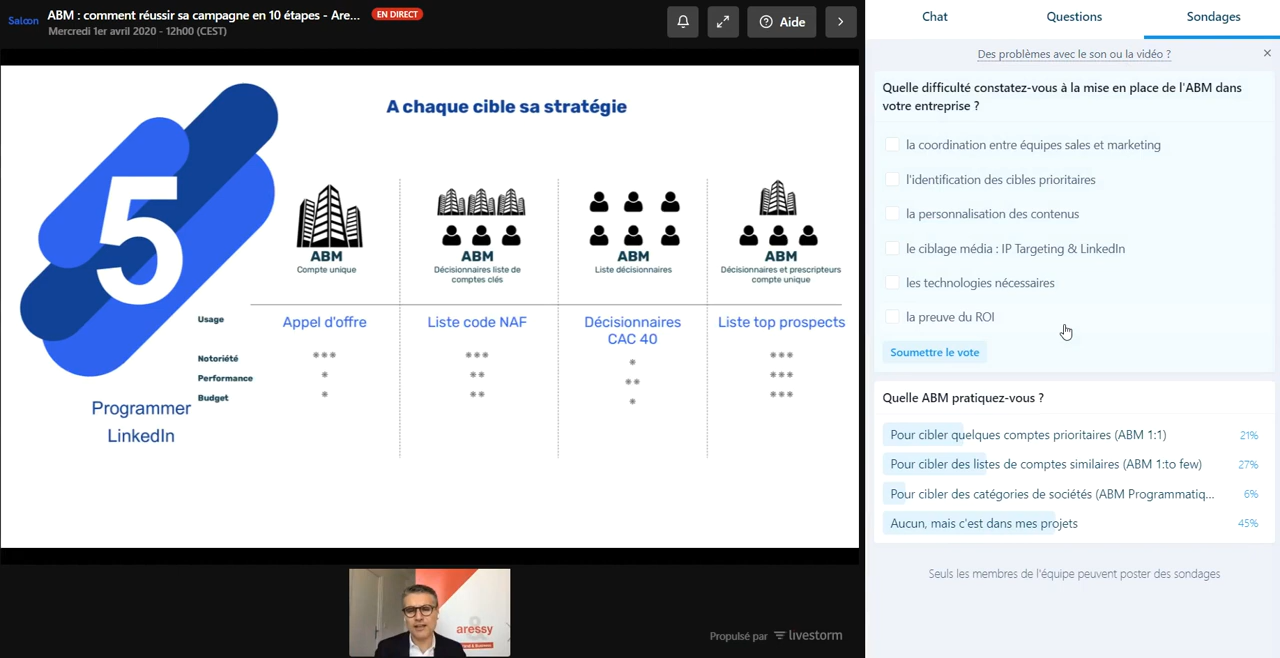 Saloon
ABM : comment réussir sa campagne en 10 étapes - Are...
EN DIRECT
Mercredi 1er avril 2020 - 12h00 (CEST)
Aide
A chaque cible sa stratégie
5
Programmer
LinkedIn
ABM
Compte unique
ABM
Décisionnaires liste de
comptes clés
ABM
Liste décisionnaires
ABM
Décisionnaires et prescripteurs
compte unique
Usage
Appel d'offre
Liste code NAF
Décisionnaires
CAC 40
Liste top prospects
Notoriété
Performance
Budget
aressy
& Business
Propulsé par livestorm
Chat
Questions
Sondages
Des problèmes avec le son ou la vidéo ?
Quelle difficulté constatez-vous à la mise en place de l'ABM dans
votre entreprise ?
la coordination entre équipes sales et marketing
l'identification des cibles prioritaires
la personnalisation des contenus
le ciblage média : IP Targeting & LinkedIn
les technologies nécessaires
la preuve du ROI
Soumettre le vote
Quelle ABM pratiquez-vous ?
Pour cibler quelques comptes prioritaires (ABM 1:1) 21%
Pour cibler des listes de comptes similaires (ABM 1:to few) 27%
Pour cibler des catégories de sociétés (ABM Programmatiq... 6%
Aucun, mais c'est dans mes projets 45%
Seuls les membres de l'équipe peuvent poster des sondages